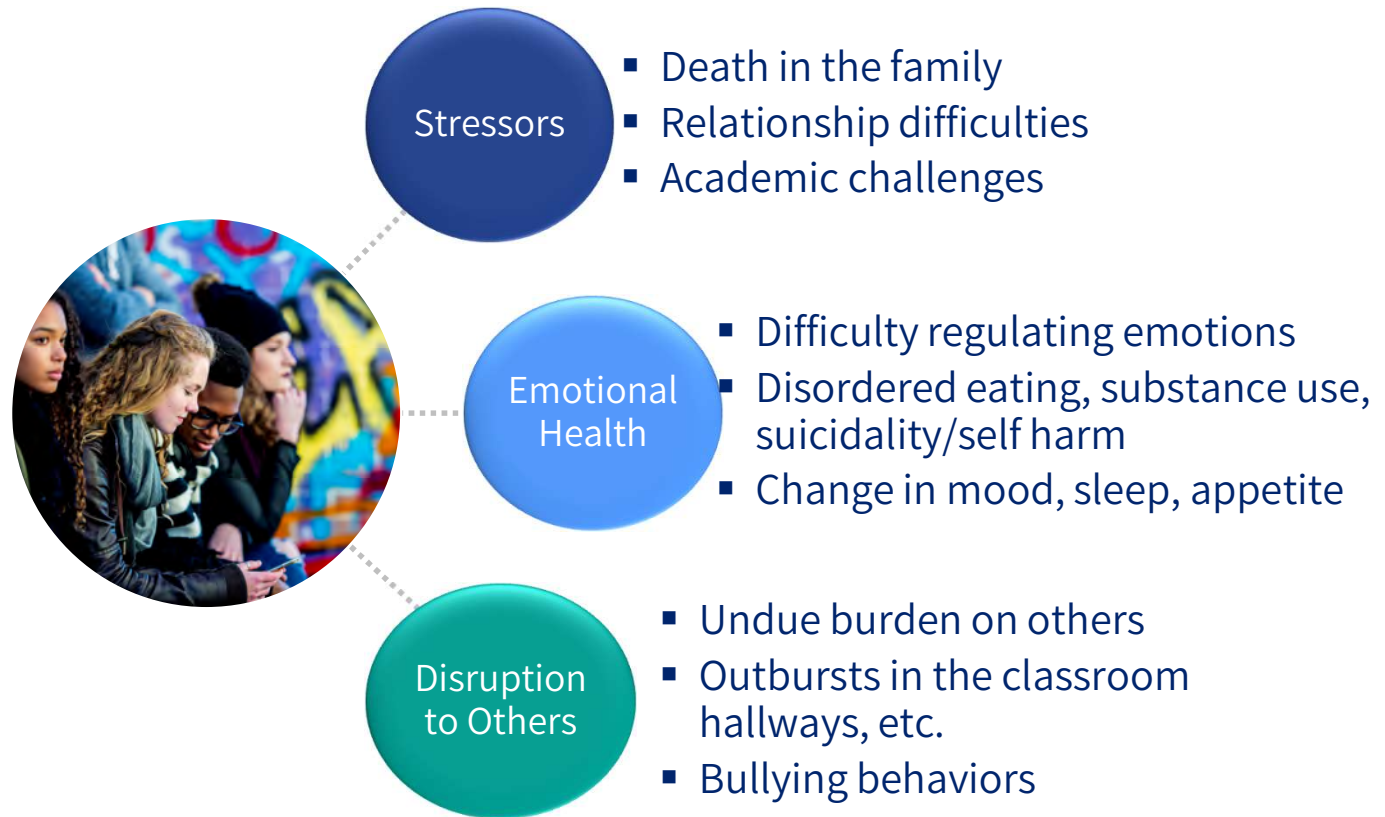 Stressors
▪ Death in the family
▪ Relationship difficulties
▪ Academic challenges
Emotional
Health
▪ Difficulty regulating emotions
▪ Disordered eating, substance use,
suicidality/self harm
▪ Change in mood, sleep, appetite
Disruption
to Others
▪ Undue burden on others
▪ Outbursts in the classroom
hallways, etc.
▪ Bullying behaviors